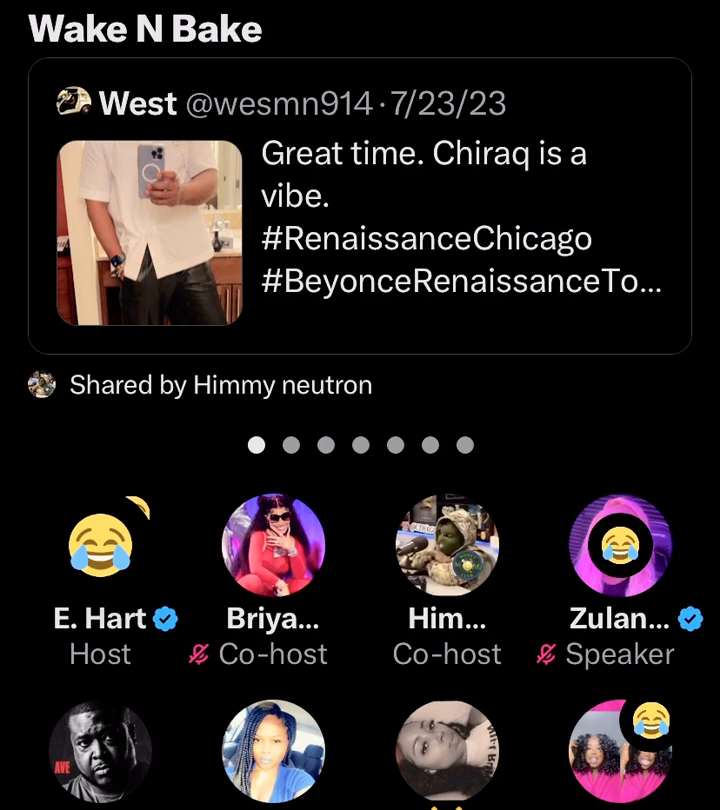 Wake N Bake
West @wesmn914 · 7/23/23
Great time. Chiraq is a
vibe.
#RenaissanceChicago
#BeyonceRenaissanceTo...
Shared by Himmy neutron
E. Hart
Briya...
Him...
Zulan...
Host
Co-host
Co-host
Speaker
AVE